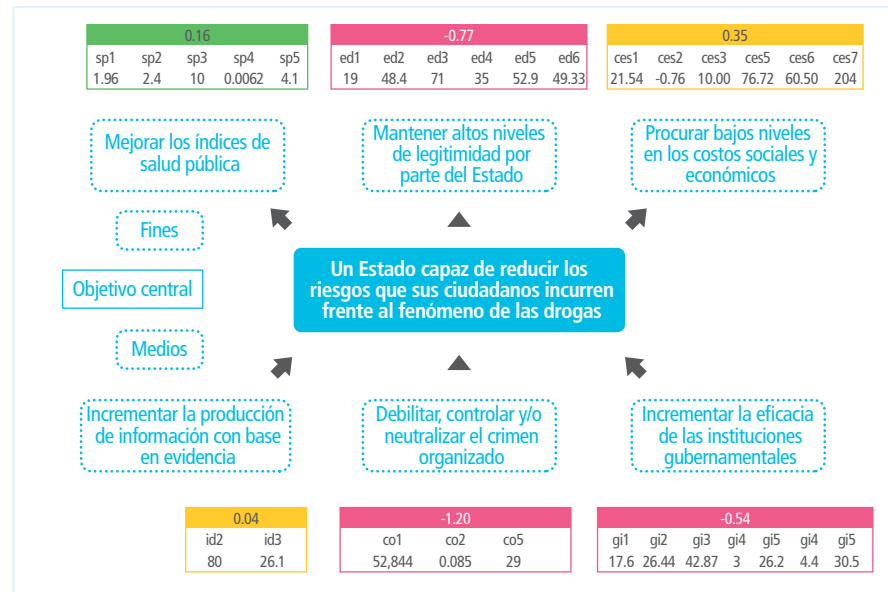 0.16 -0.77 0.35
sp1 sp2 sp3 sp4 sp5 ed1 ed2 ed3 ed4 ed5 ed6 ces1 ces2 ces3 ces5 ces6 ces7
1.96 2.4 10 0.0062 4.1 19 48.4 71 35 52.9 49.33 21.54 -0.76 10.00 76.72 60.50 204
Mejorar los índices de
salud pública
Mantener altos niveles
de legitimidad por
parte del Estado
Procurar bajos niveles
en los costos sociales y
económicos
Fines
Objetivo central
Medios
Un Estado capaz de reducir los
riesgos que sus ciudadanos incurren
frente al fenómeno de las drogas
Incrementar la producción
de información con base
en evidencia
Debilitar, controlar y/o
neutralizar el crimen
organizado
Incrementar la eficacia
de las instituciones
gubernamentales
0.04 -1.20 -0.54
id2 id3 co1 co2 co5 gi1 gi2 gi3 gi4 gi5 gi4 gi5
80 26.1 52,844 0.085 29 17.6 26.44 42.87 3 26.2 4.4 30.5